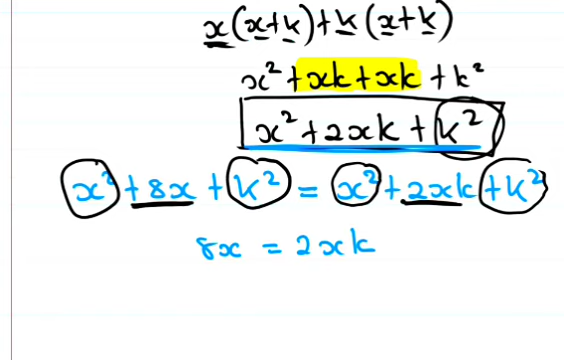 x(x+k)+k(x+k)
x² + xk + xk + k²
x² + 2xk + k²
x² + 8x + k² = x² + 2xk + k²
8x = 2xk